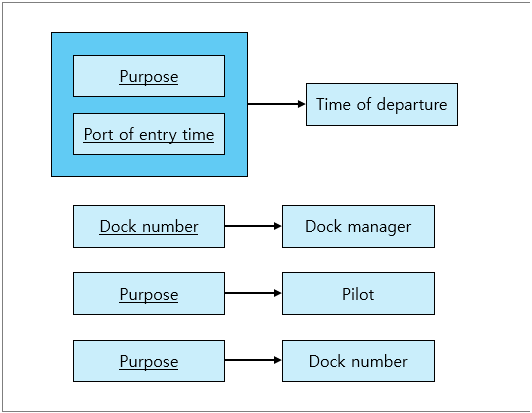 Purpose
Port of entry time
Time of departure
Dock number
Dock manager
Purpose
Pilot
Purpose
Dock number